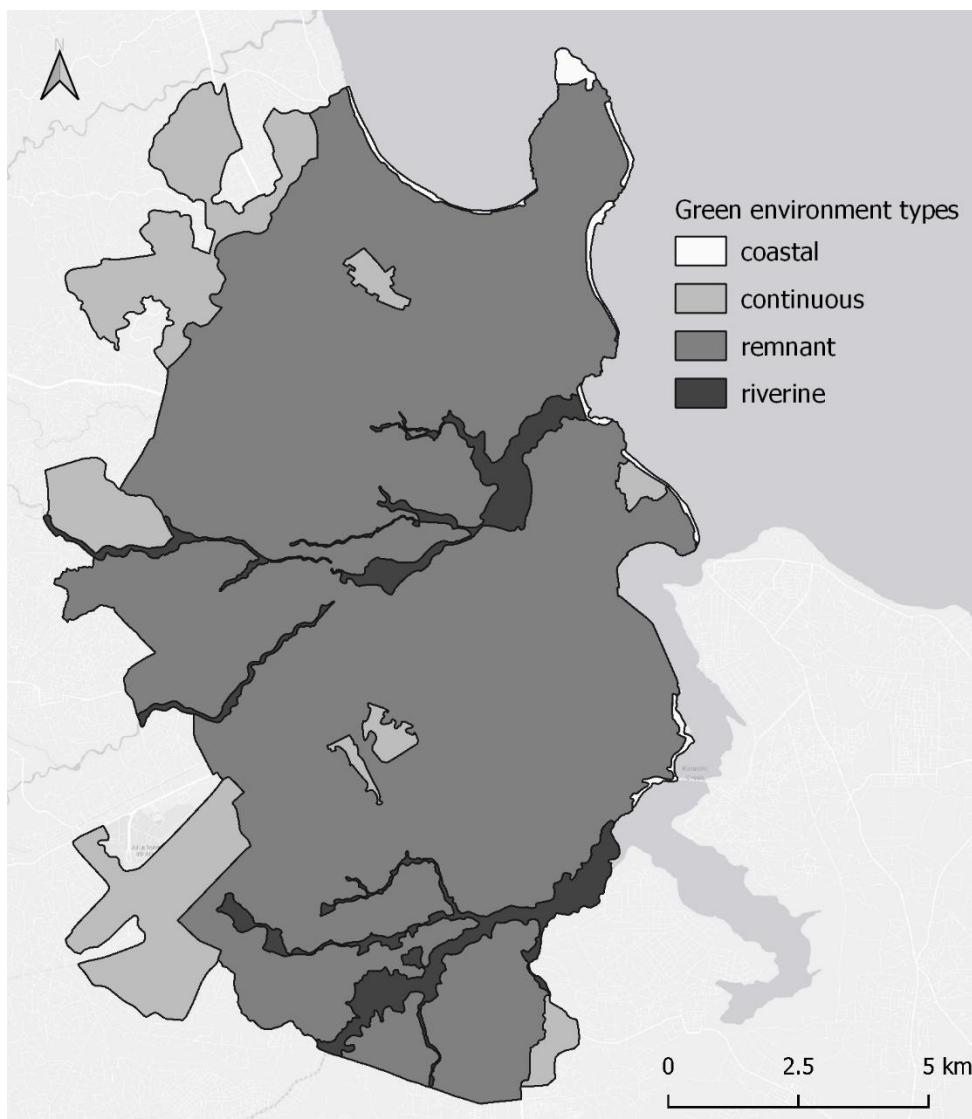 N
Green environment types
coastal
continuous
remnant
riverine
0 2.5 5 km